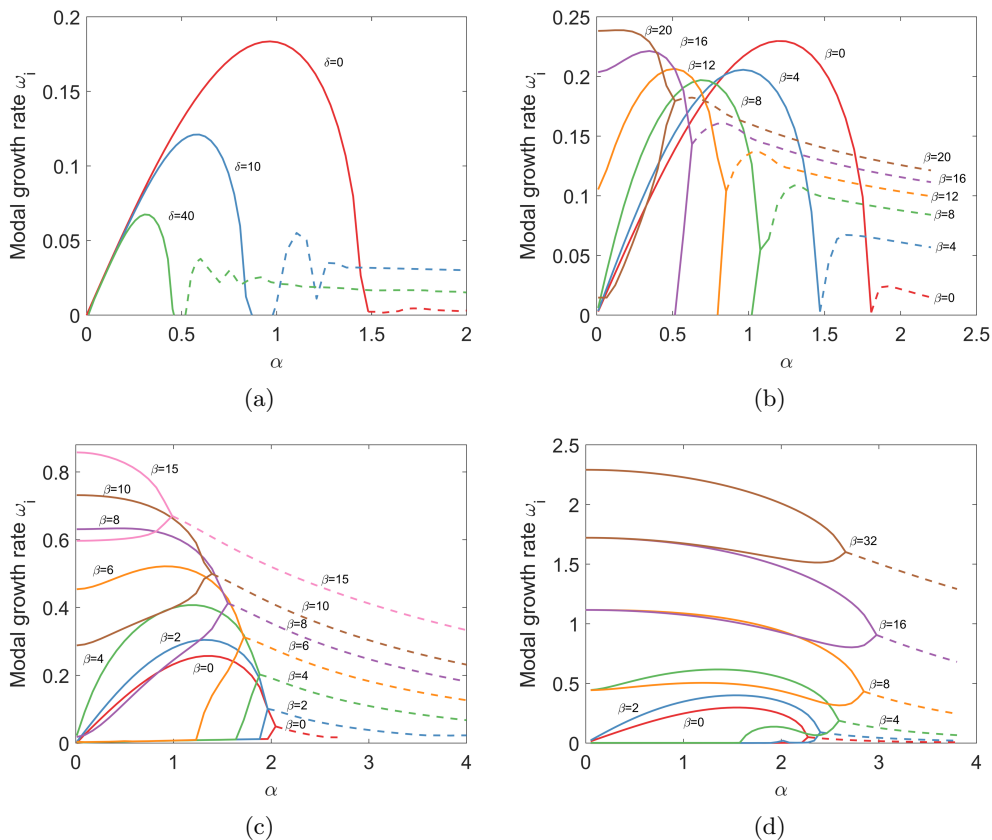 0.2
0.15
0.1
0.05
0
Modal growth rate ωi
δ=0
δ=10
δ=40
0 0.5 1 1.5 2
α
(a)
0.25
0.2
0.15
0.1
0.05
0
Modal growth rate ωi
β=20
β=16
β=12
β=0
β=4
β=8
β=20
β=16
β=12
β=8
β=4
β=0
0 0.5 1 1.5 2 2.5
α
(b)
0.8
0.6
0.4
0.2
0
Modal growth rate ωi
β=15
β=10
β=8
β=6
β=2
β=4
β=0
β=15
β=10
β=8
β=6
β=4
β=2
β=0
0 1 2 3 4
α
(c)
2.5
2
1.5
1
0.5
0
Modal growth rate ωi
β=32
β=16
β=8
β=2
β=0
β=4
0 1 2 3 4
α
(d)